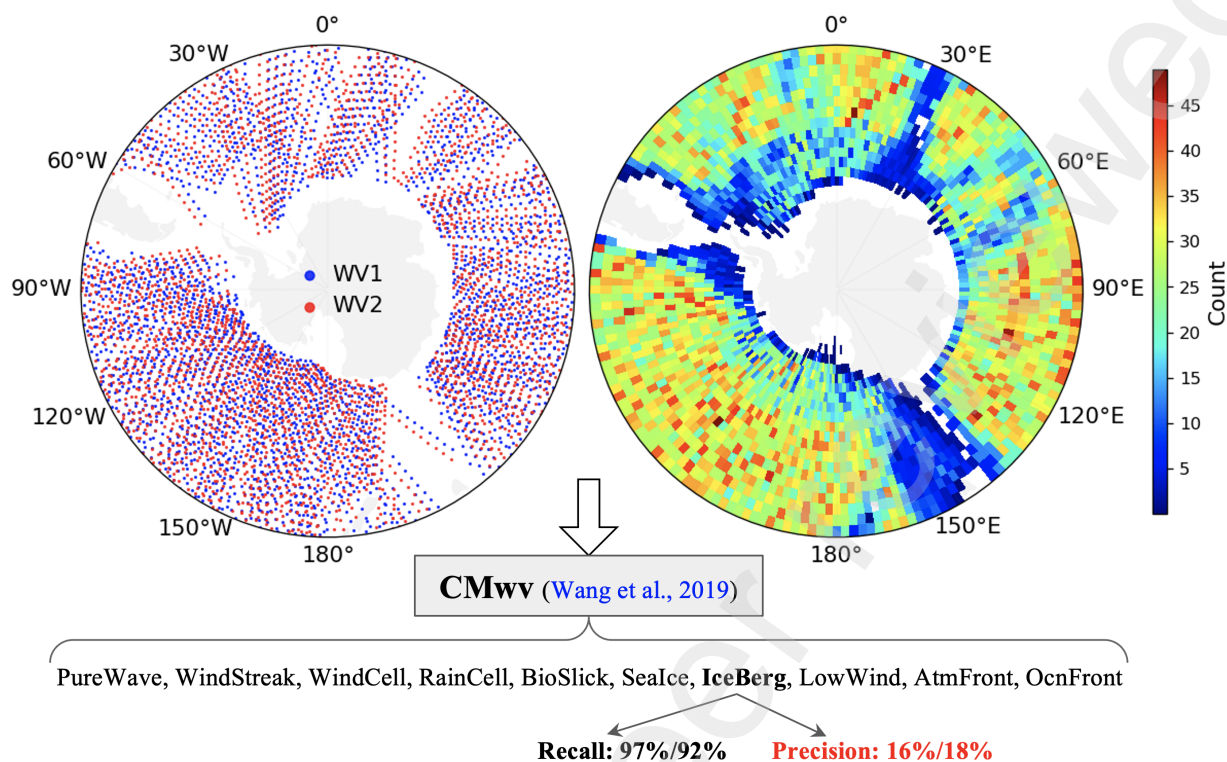 0°
30°W
60°W
90°W
120°W
150°W
180°
WV1
WV2
0°
30°E
60°E
90°E
120°E
150°E
180°
45
40
35
30
25
20
15
10
5
Count
CMwv (Wang et al., 2019)
PureWave, WindStreak, WindCell, RainCell, BioSlick, SeaIce, IceBerg, LowWind, AtmFront, OcnFront
Recall: 97%/92% Precision: 16%/18%